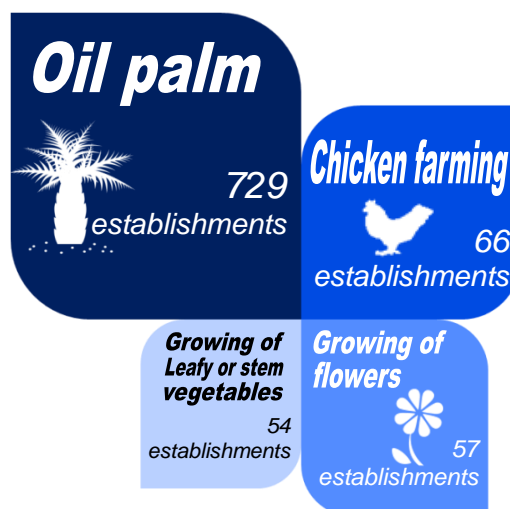 Oil palm
729
establishments
Chicken farming
66
establishments
Growing of
Leafy or stem
vegetables
54
establishments
Growing of
flowers
57
establishments